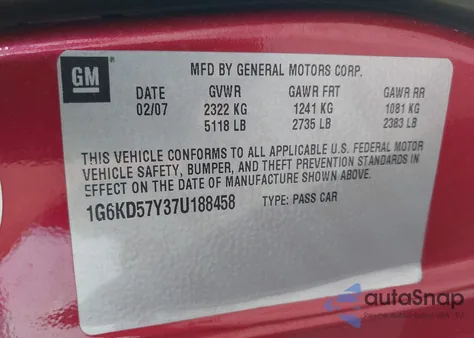 GM
MFD BY GENERAL MOTORS CORP.
DATE GVWR GAWR FRT GAWR RR
02/07 2322 KG 1241 KG 1081 KG
5118 LB 2735 LB 2383 LB
THIS VEHICLE CONFORMS TO ALL APPLICABLE U.S. FEDERAL MOTOR
VEHICLE SAFETY, BUMPER, AND THEFT PREVENTION STANDARDS IN
EFFECT ON THE DATE OF MANUFACTURE SHOWN ABOVE.
1G6KD57Y37U188458 TYPE: PASS CAR
autoSnap